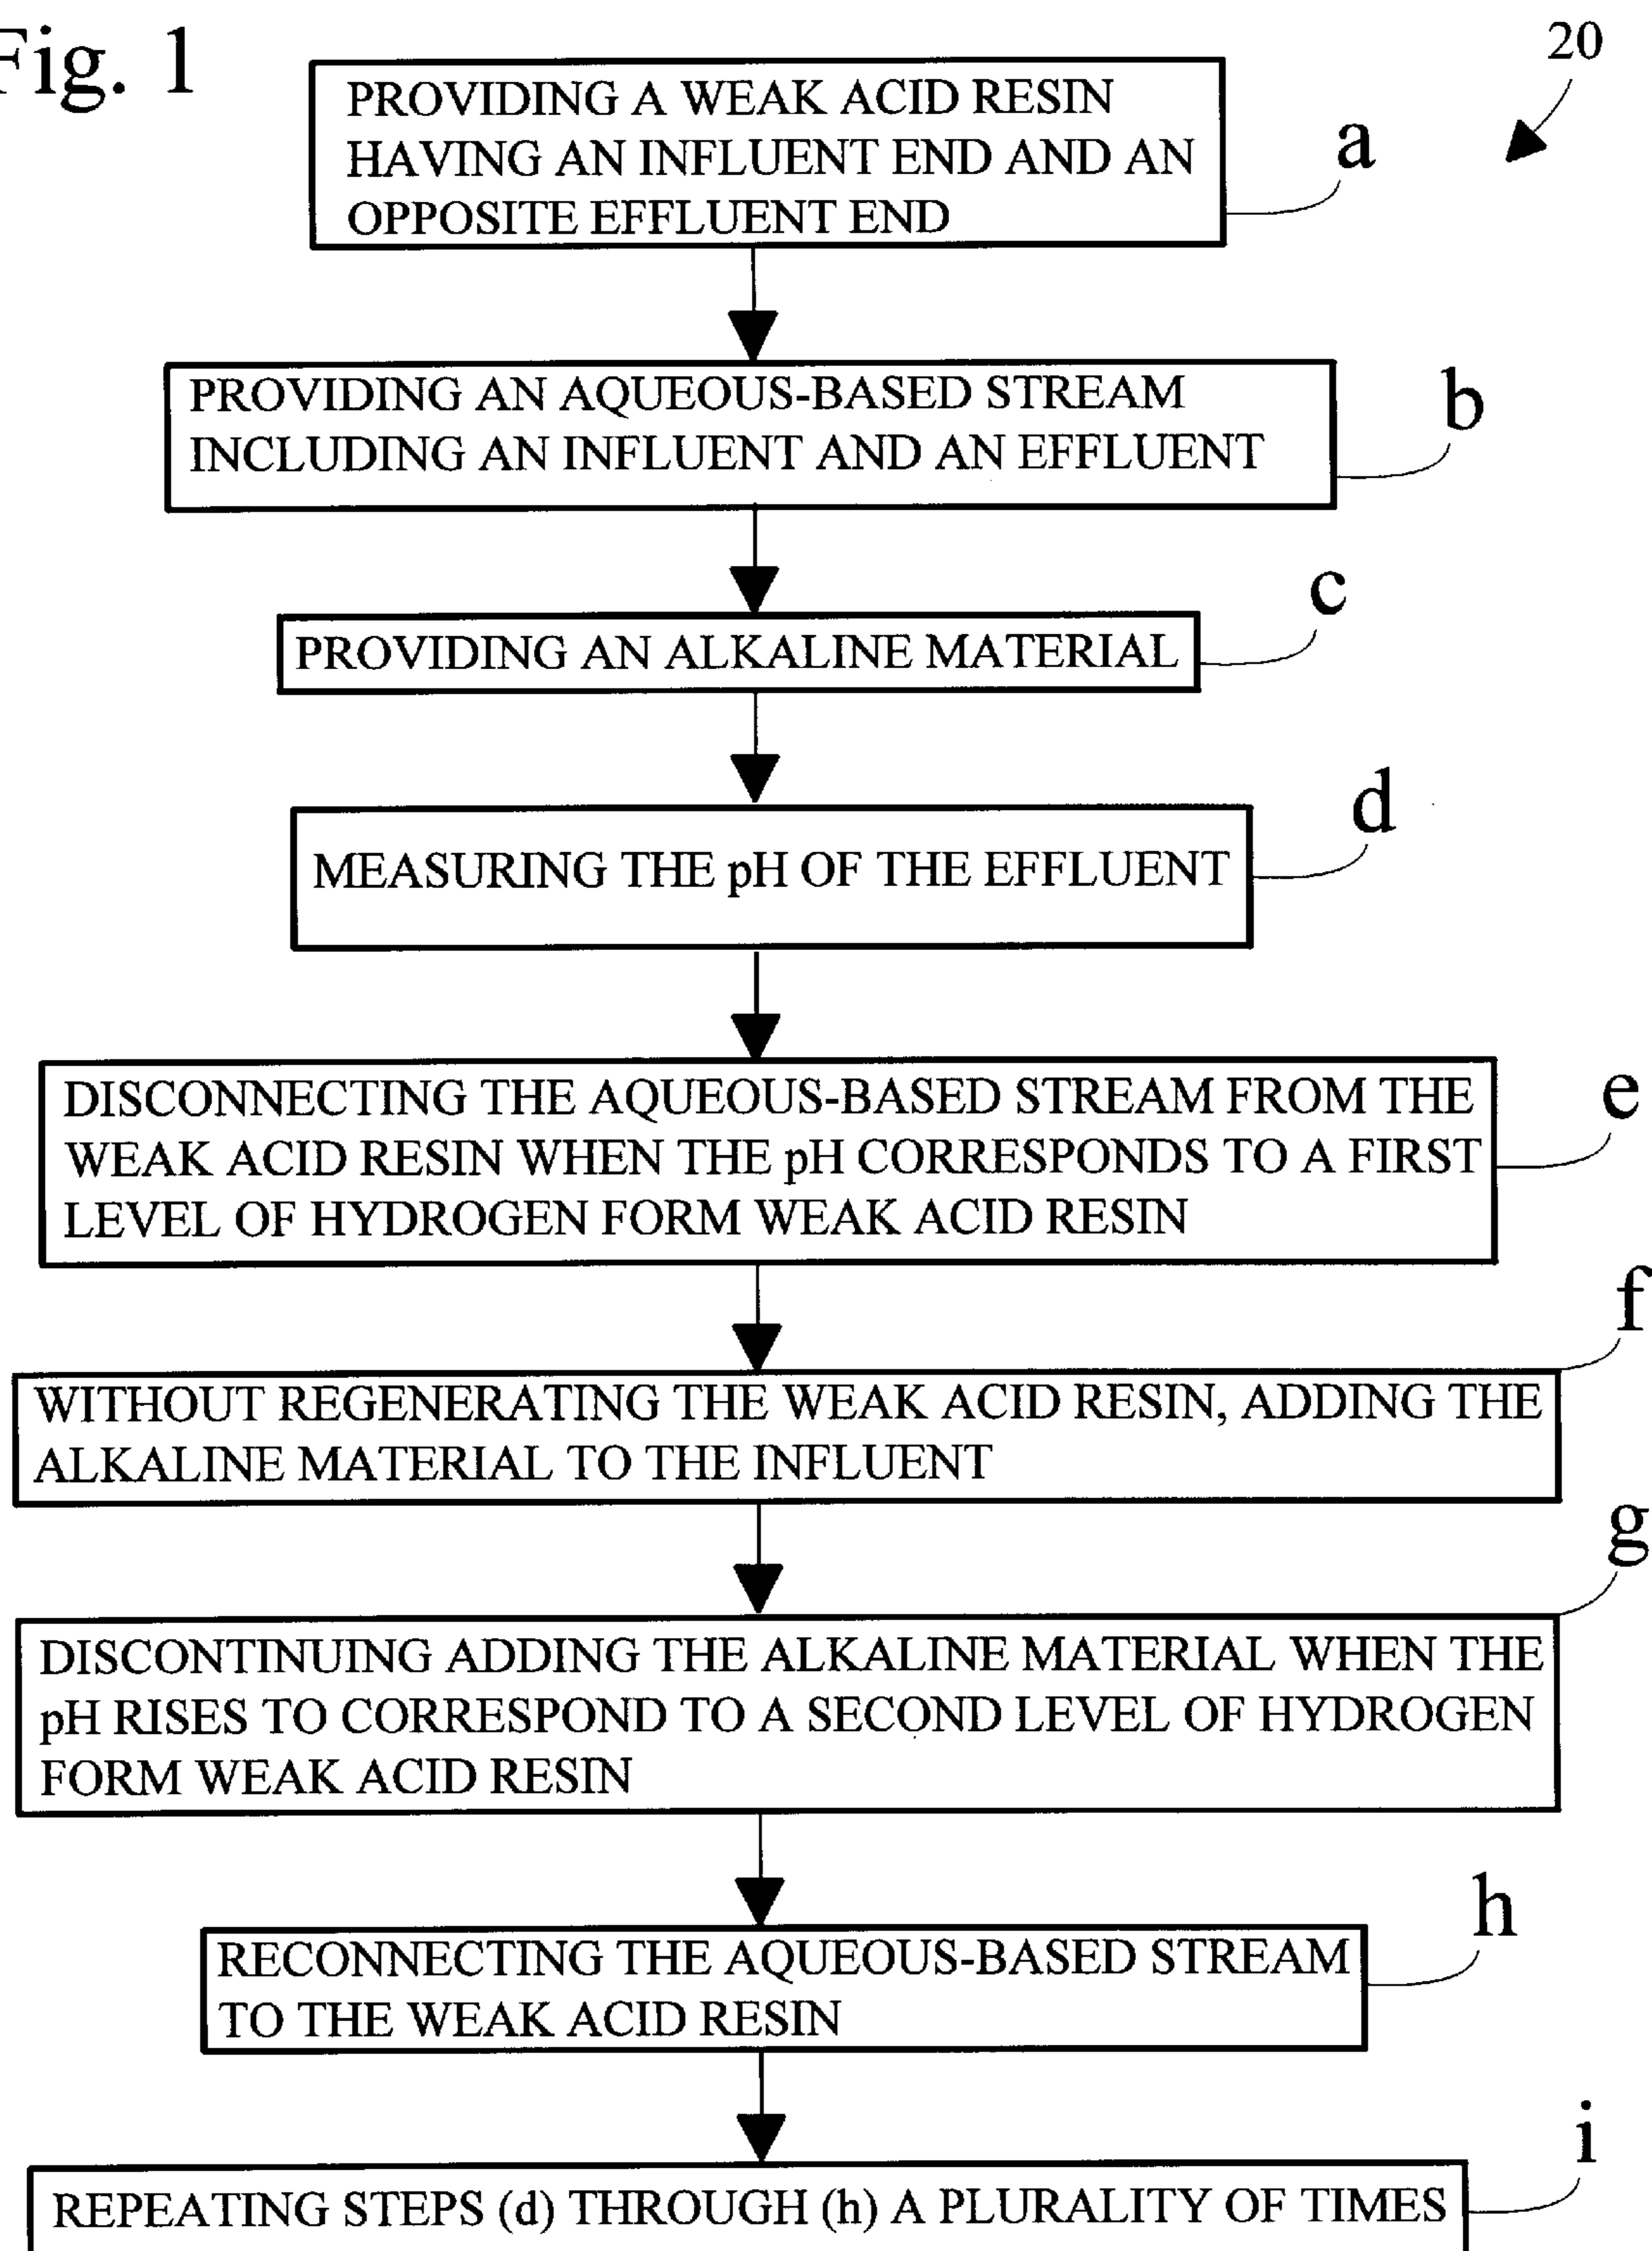 Fig. 1
20
PROVIDING A WEAK ACID RESIN
HAVING AN INFLUENT END AND AN
OPPOSITE EFFLUENT END
a
PROVIDING AN AQUEOUS-BASED STREAM
INCLUDING AN INFLUENT AND AN EFFLUENT
b
PROVIDING AN ALKALINE MATERIAL
c
MEASURING THE pH OF THE EFFLUENT
d
DISCONNECTING THE AQUEOUS-BASED STREAM FROM THE
WEAK ACID RESIN WHEN THE pH CORRESPONDS TO A FIRST
LEVEL OF HYDROGEN FORM WEAK ACID RESIN
e
WITHOUT REGENERATING THE WEAK ACID RESIN, ADDING THE
ALKALINE MATERIAL TO THE INFLUENT
f
DISCONTINUING ADDING THE ALKALINE MATERIAL WHEN THE
pH RISES TO CORRESPOND TO A SECOND LEVEL OF HYDROGEN
FORM WEAK ACID RESIN
g
RECONNECTING THE AQUEOUS-BASED STREAM
TO THE WEAK ACID RESIN
h
REPEATING STEPS (d) THROUGH (h) A PLURALITY OF TIMES
i